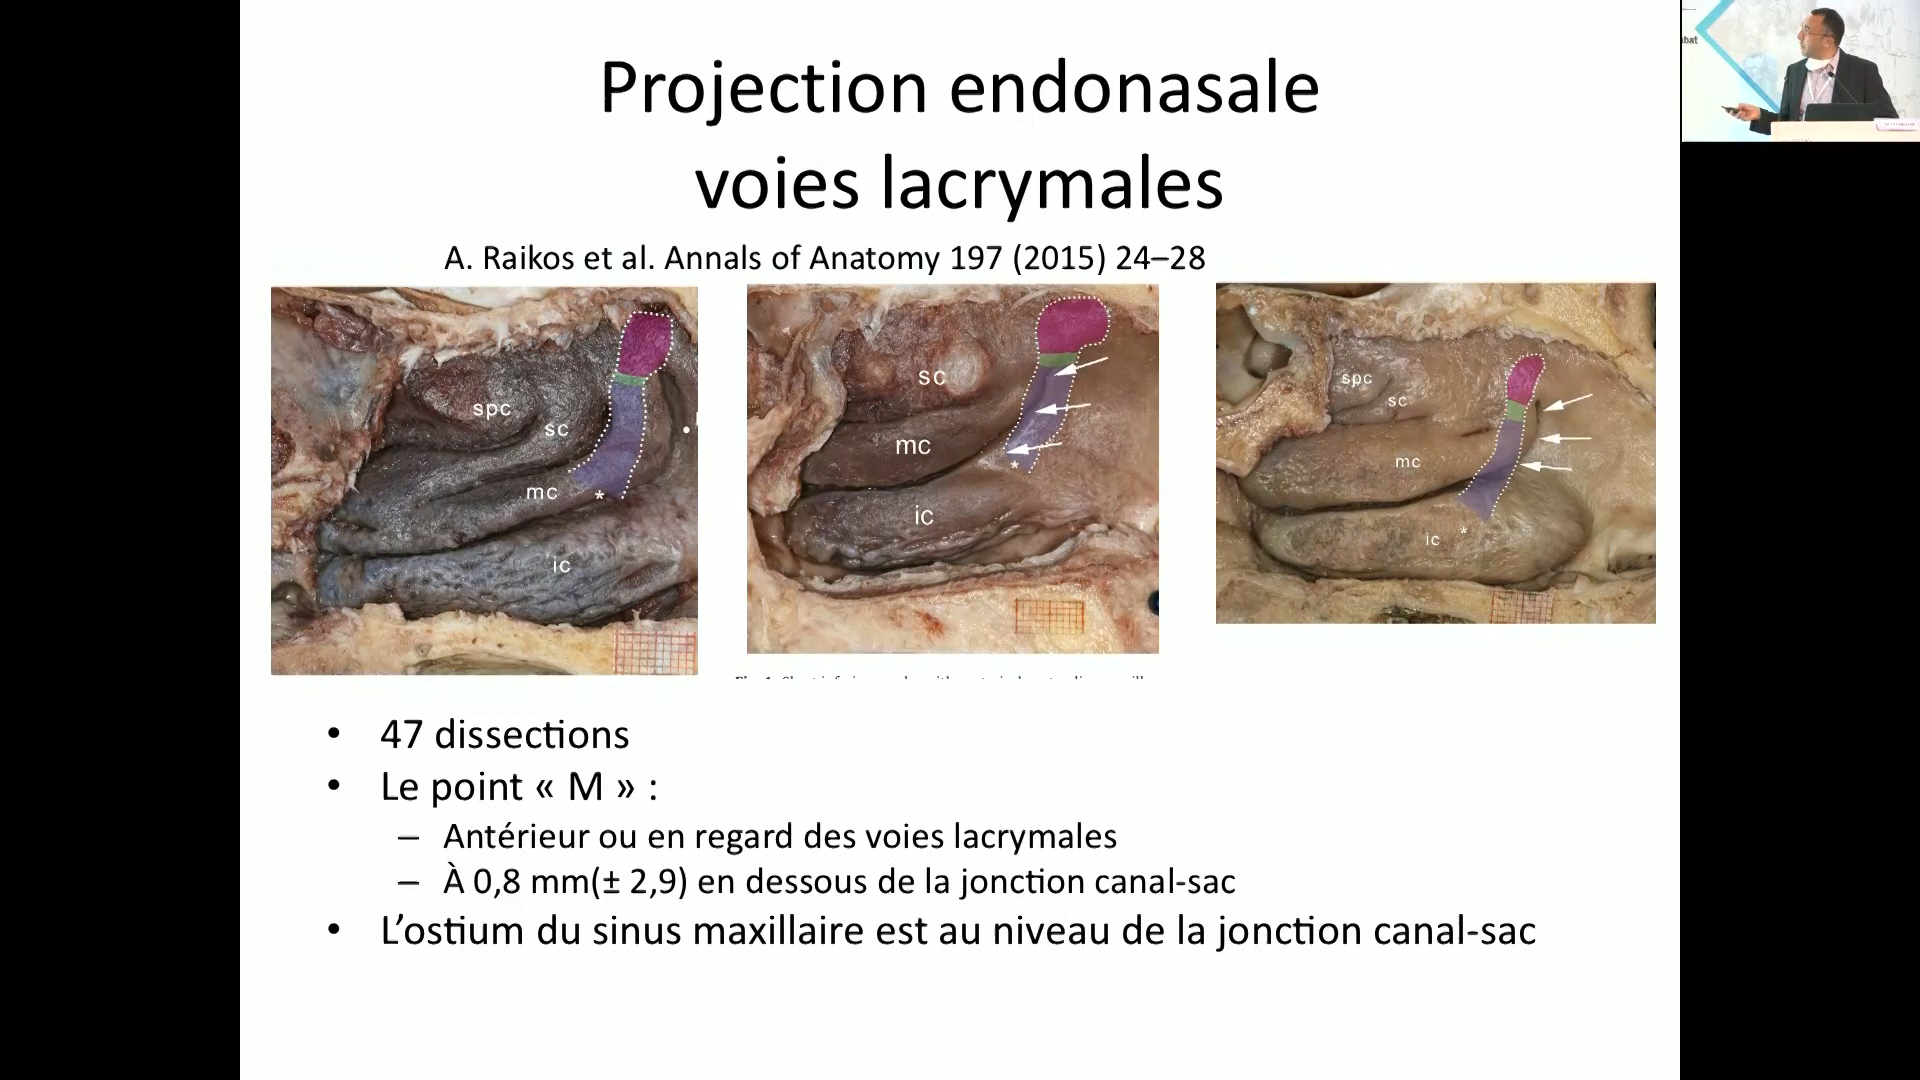 Projection endonasale
voies lacrymales
A. Raikos et al. Annals of Anatomy 197 (2015) 24–28
spc
sc
mc
*
ic
sc
mc
*
ic
spc
sc
mc
ic
*
• 47 dissections
• Le point « M » :
– Antérieur ou en regard des voies lacrymales
– À 0,8 mm(± 2,9) en dessous de la jonction canal-sac
• L’ostium du sinus maxillaire est au niveau de la jonction canal-sac